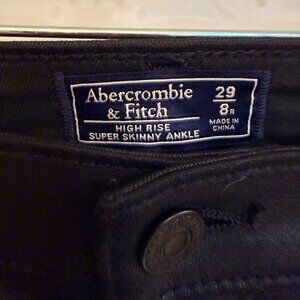 Abercrombie
& Fitch
HIGH RISE
SUPER SKINNY ANKLE
29
8R
MADE IN
CHINA